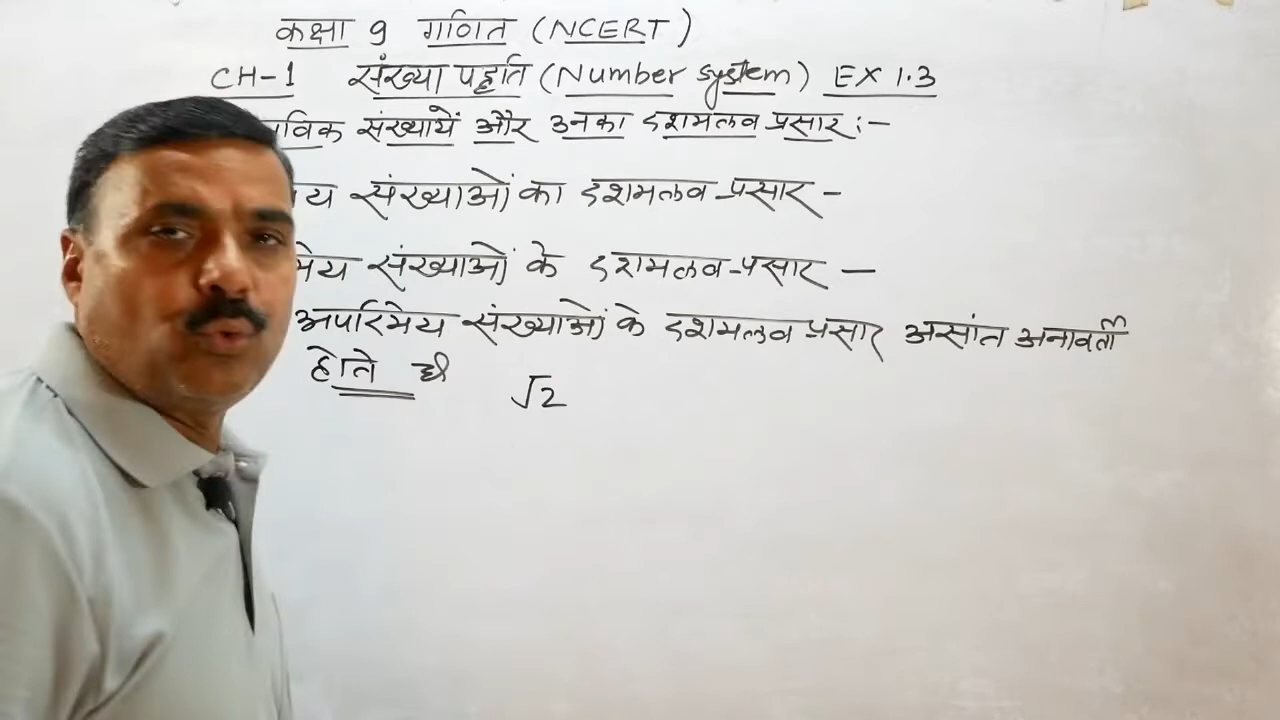 कक्षा 9 गणित (NCERT)
CH-1 संख्या पद्धति (Number system) EX 1.3
विक संख्यायें और उनका दशमलव प्रसार:-
य संख्याओं का दशमलव प्रसार -
मेय संख्याओं के दशमलव-प्रसार -
अपरिमेय संख्याओं के दशमलव प्रसार असांत अनावर्ती
होते हैं √2